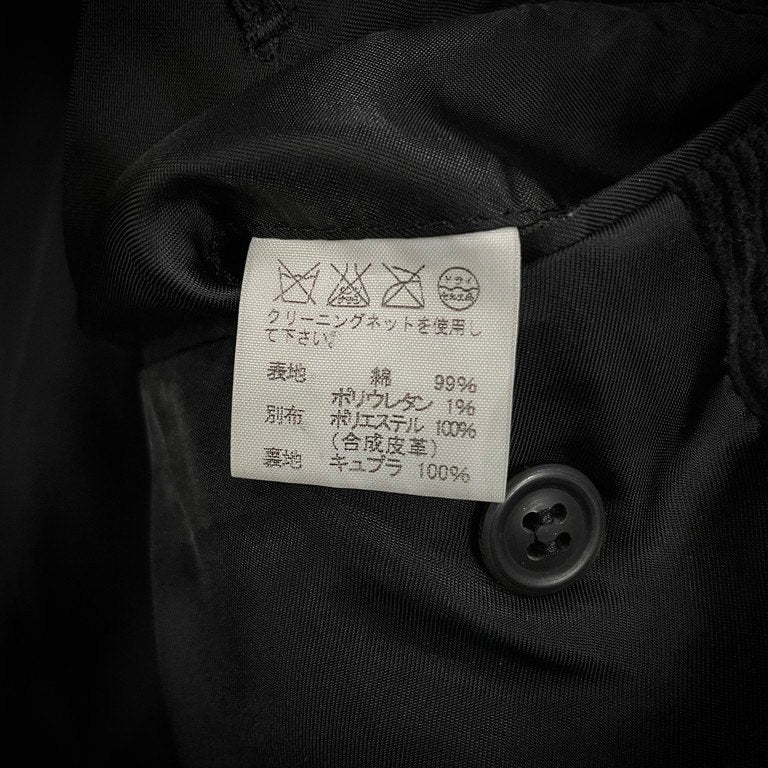 クリーニングネットを使用し
て下さい。
表地 綿 99%
ポリウレタン 1%
別布 ポリエステル 100%
(合成皮革)
裏地 キュプラ 100%